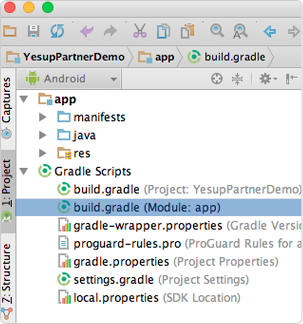 YesupPartnerDemo app build.gradle
Android
Captures
1: Project
Z: Structure
app
manifests
java
res
Gradle Scripts
build.gradle (Project: YesupPartnerDemo)
build.gradle (Module: app)
gradle-wrapper.properties (Gradle Vers
proguard-rules.pro (ProGuard Rules for a
gradle.properties (Project Properties)
settings.gradle (Project Settings)
local.properties (SDK Location)